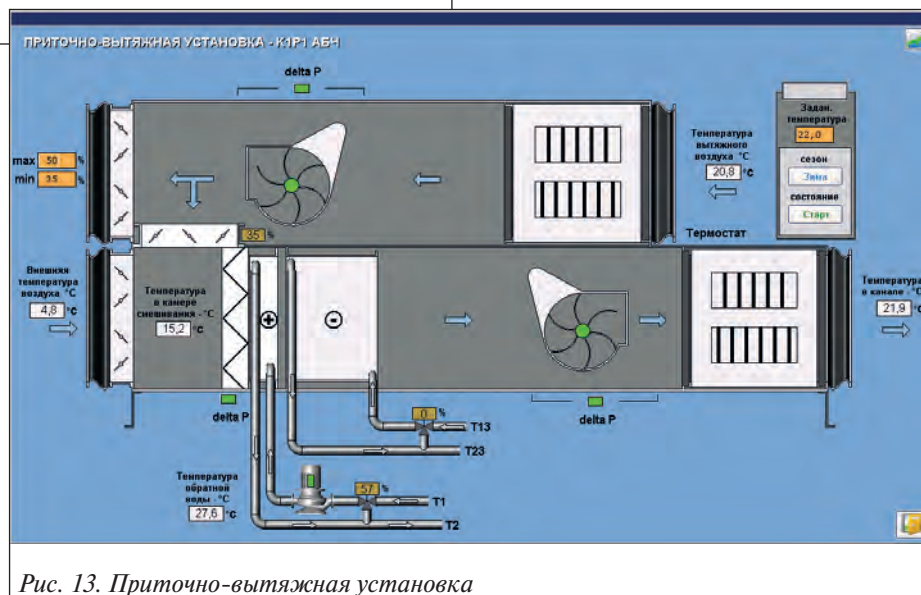 ПРИТОЧНО-ВЫТЯЖНАЯ УСТАНОВКА - К1Р1 АБЧ
delta P
Задан.
температура
22,0
сезон
Зима
состояние
Старт
max 50 %
min 35 %
Температура
вытяжного
воздуха °С
20,8 °С
35 %
Термостат
Внешняя
температура
воздуха °С
4,8 °С
Температура
в камере
смешивания - °С
15,2 °С
Температура
в канале - °С
21,9 °С
delta P
delta P
0 %
T13
T23
Температура
обратной
воды - °С
27,6 °С
57 %
T1
T2
Рис. 13. Приточно-вытяжная установка